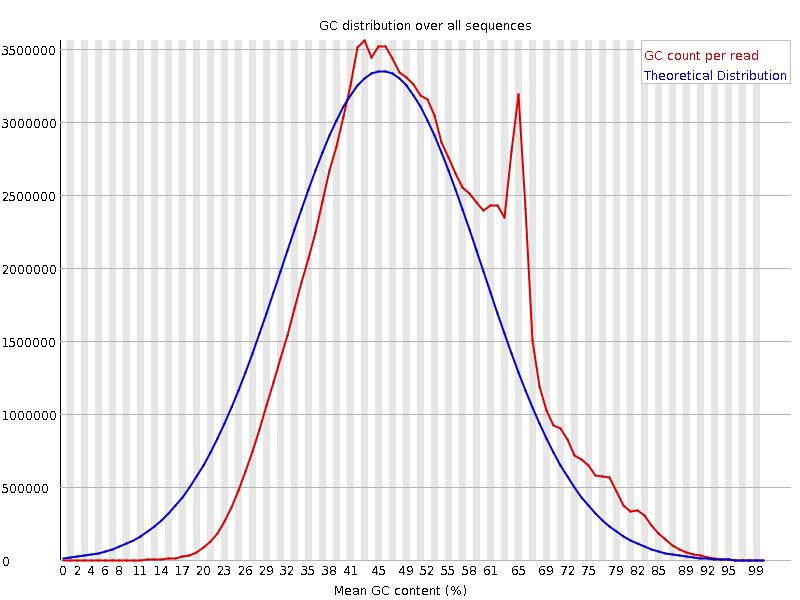 GC distribution over all sequences
GC count per read
Theoretical Distribution
3500000
3000000
2500000
2000000
1500000
1000000
500000
0
0 2 4 6 8 11 14 17 20 23 26 29 32 35 38 41 45 49 52 55 58 61 65 69 72 75 79 82 85 89 92 95 99
Mean GC content (%)